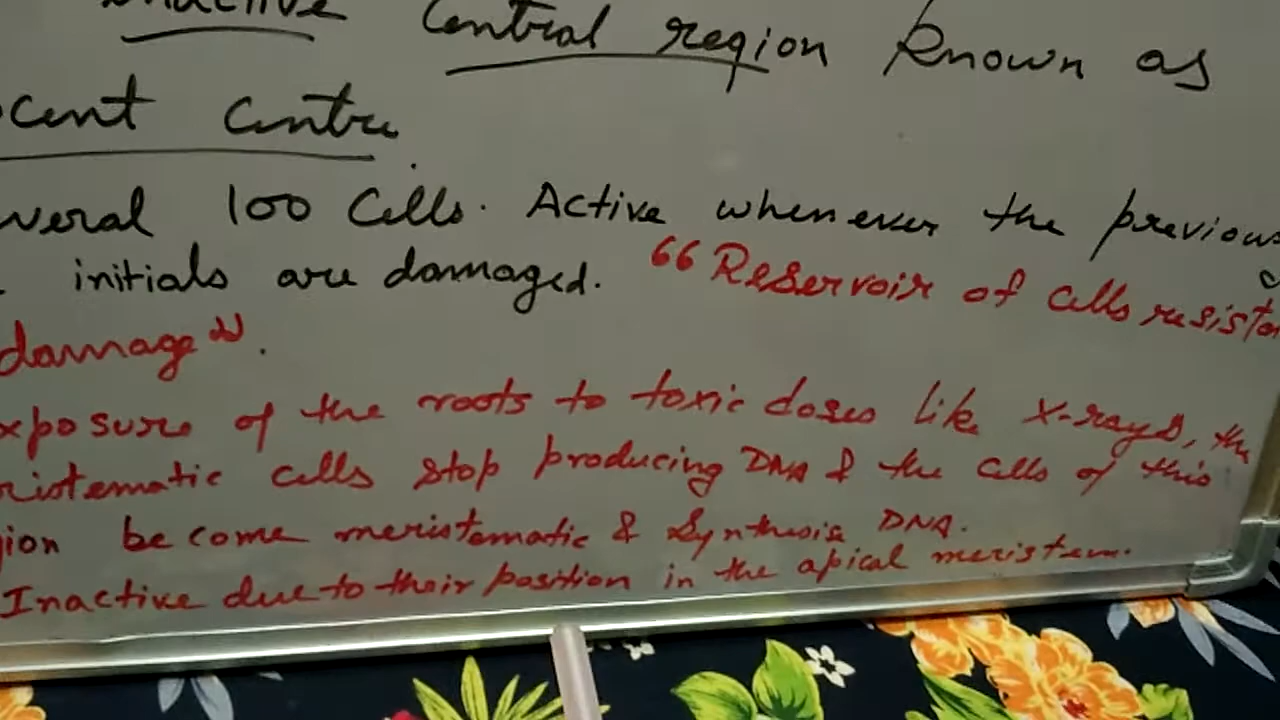 inactive Central region known as
cent Centre
veral 100 Cells. Active whenever the previous
initials are damaged. "Reservoir of Cells resista
damage".
xposure of the roots to toxic doses like X-rays, the
ristematic cells stop producing DNA & the cells of this
gion become meristematic & Synthesis DNA.
Inactive due to their position in the apical meristem.